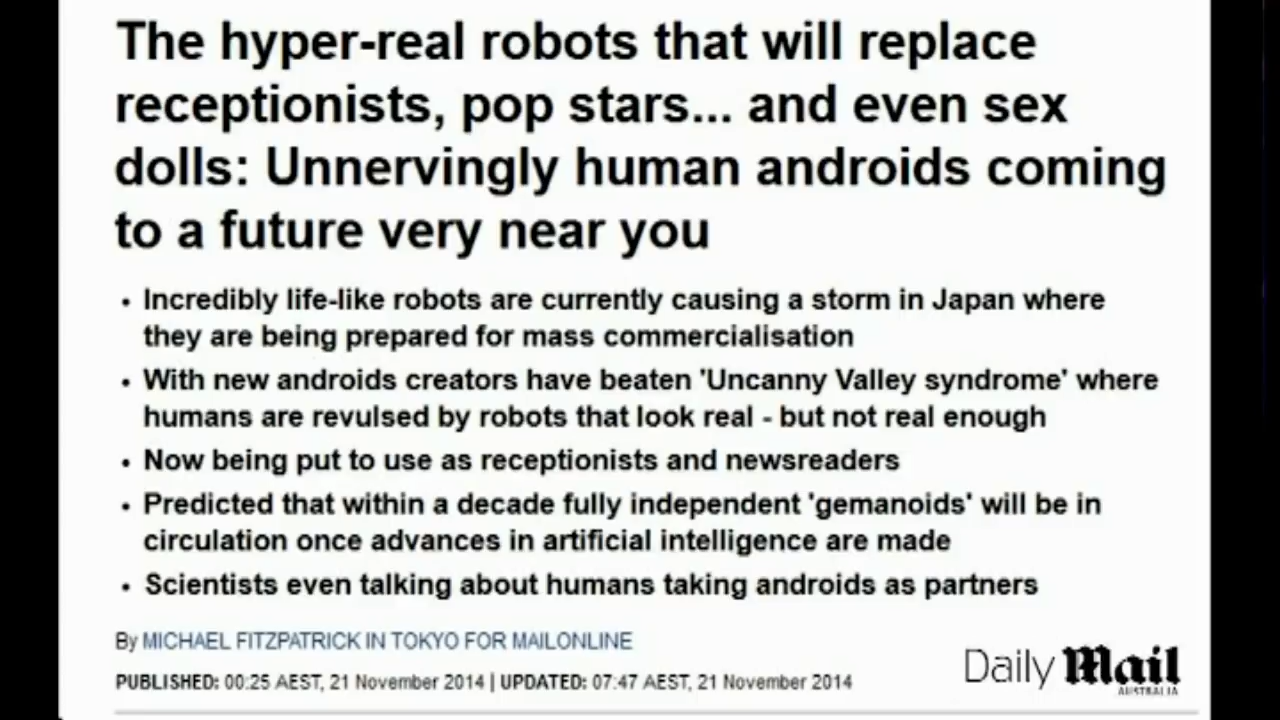 The hyper-real robots that will replace
receptionists, pop stars... and even sex
dolls: Unnervingly human androids coming
to a future very near you
• Incredibly life-like robots are currently causing a storm in Japan where
they are being prepared for mass commercialisation
• With new androids creators have beaten 'Uncanny Valley syndrome' where
humans are revulsed by robots that look real - but not real enough
• Now being put to use as receptionists and newsreaders
• Predicted that within a decade fully independent 'gemanoids' will be in
circulation once advances in artificial intelligence are made
• Scientists even talking about humans taking androids as partners
By MICHAEL FITZPATRICK IN TOKYO FOR MAILONLINE
PUBLISHED: 00:25 AEST, 21 November 2014 | UPDATED: 07:47 AEST, 21 November 2014
Daily Mail
AUSTRALIA